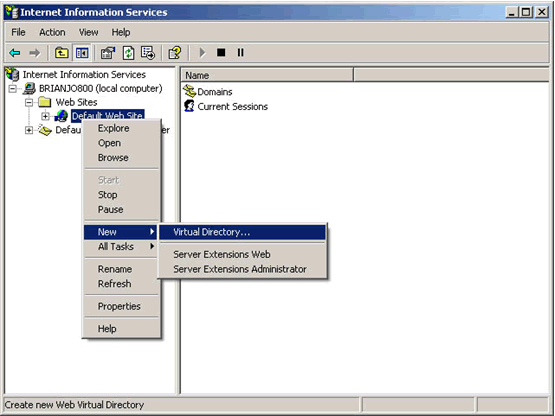 Internet Information Services
File Action View Help
Internet Information Services
BRIANJO800 (local computer)
Web Sites
Default Web Site
Defau
er
Name
Domains
Current Sessions
Explore
Open
Browse
Start
Stop
Pause
New
All Tasks
Rename
Refresh
Properties
Help
Virtual Directory...
Server Extensions Web
Server Extensions Administrator
Create new Web Virtual Directory